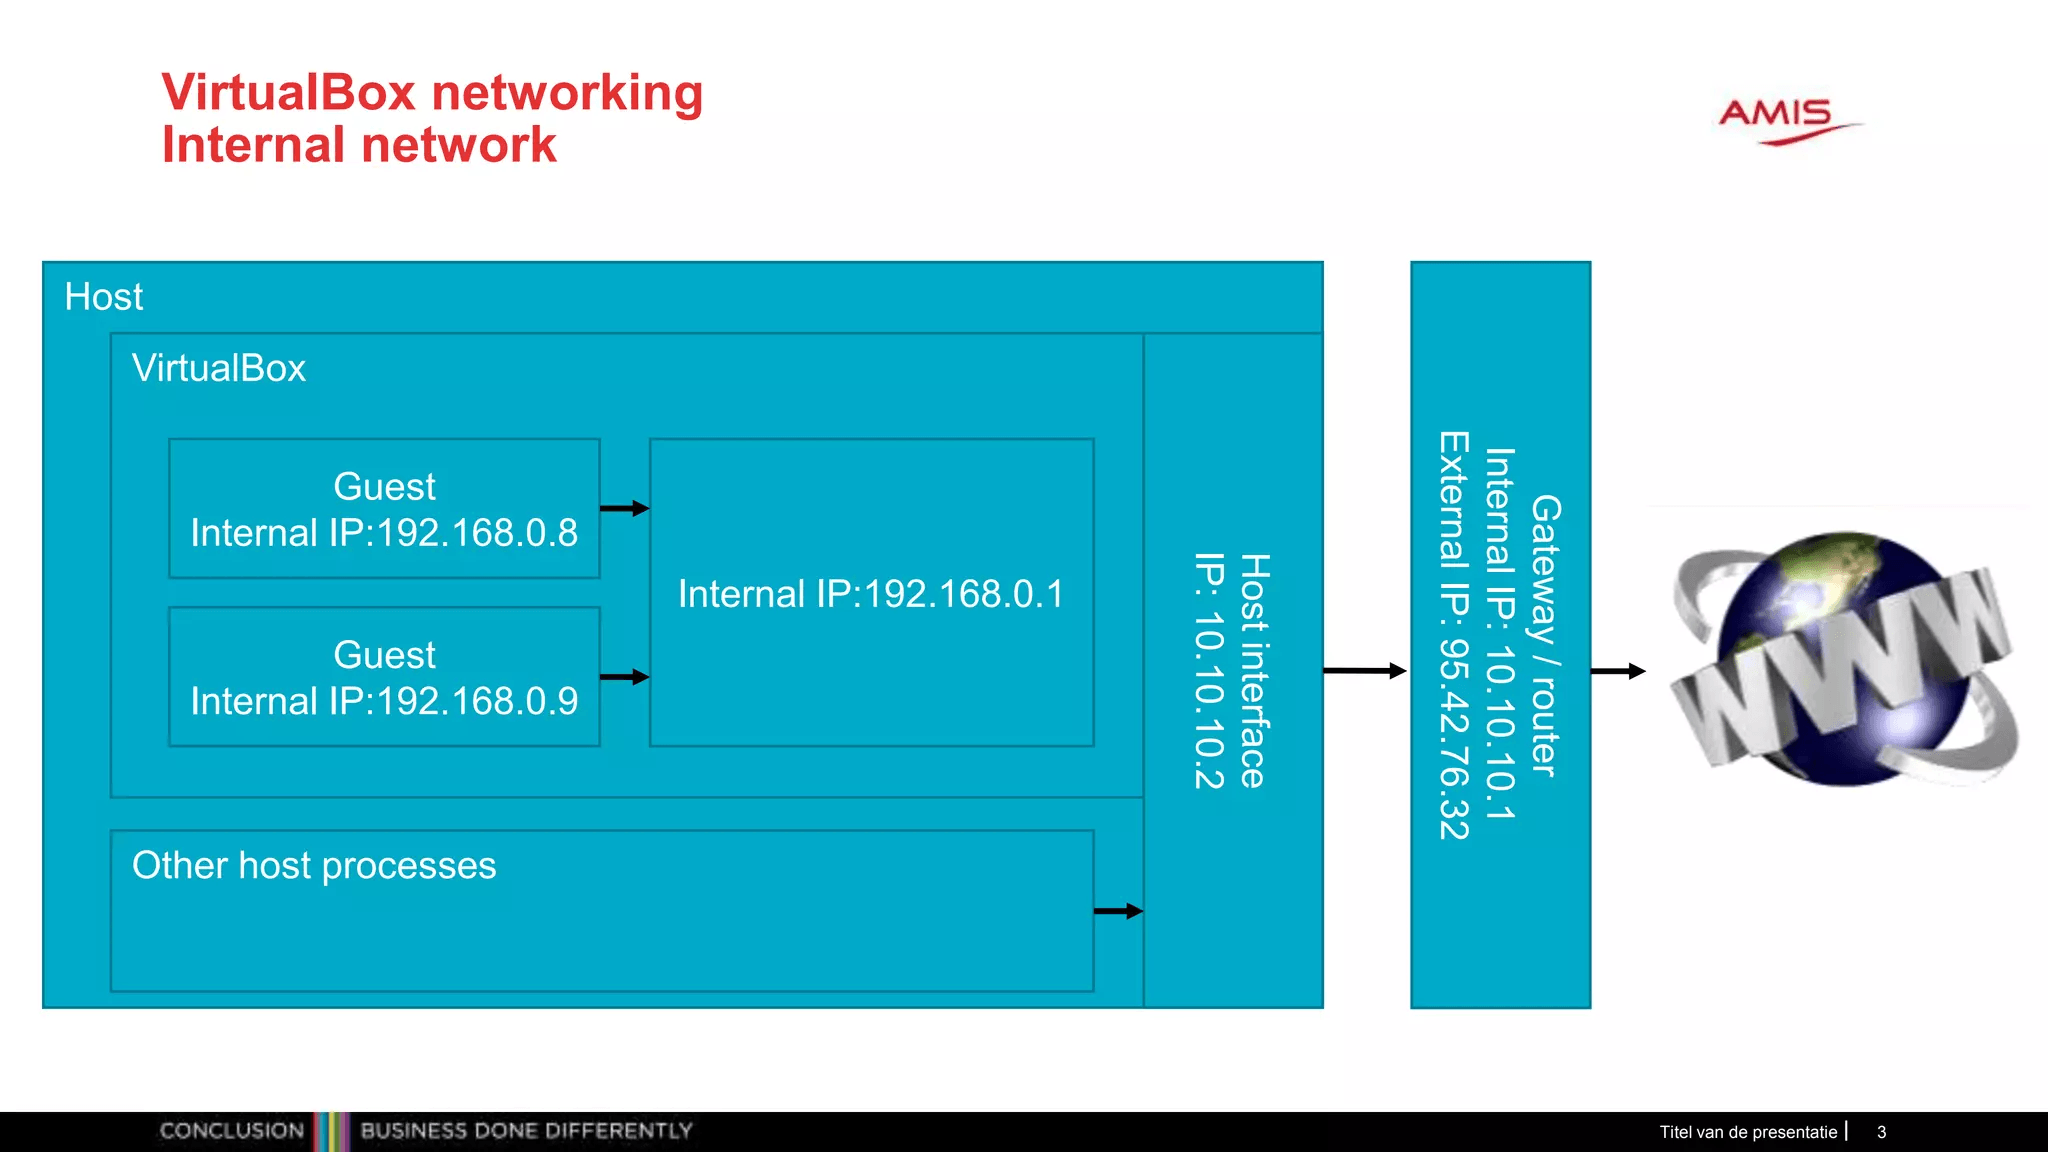 VirtualBox networking
Internal network
AMIS
Host
VirtualBox
Guest
Internal IP:192.168.0.8
Guest
Internal IP:192.168.0.9
Internal IP:192.168.0.1
Other host processes
Host interface
IP: 10.10.10.2
Gateway / router
Internal IP: 10.10.10.1
External IP: 95.42.76.32
WWW
CONCLUSION BUSINESS DONE DIFFERENTLY
Titel van de presentatie | 3